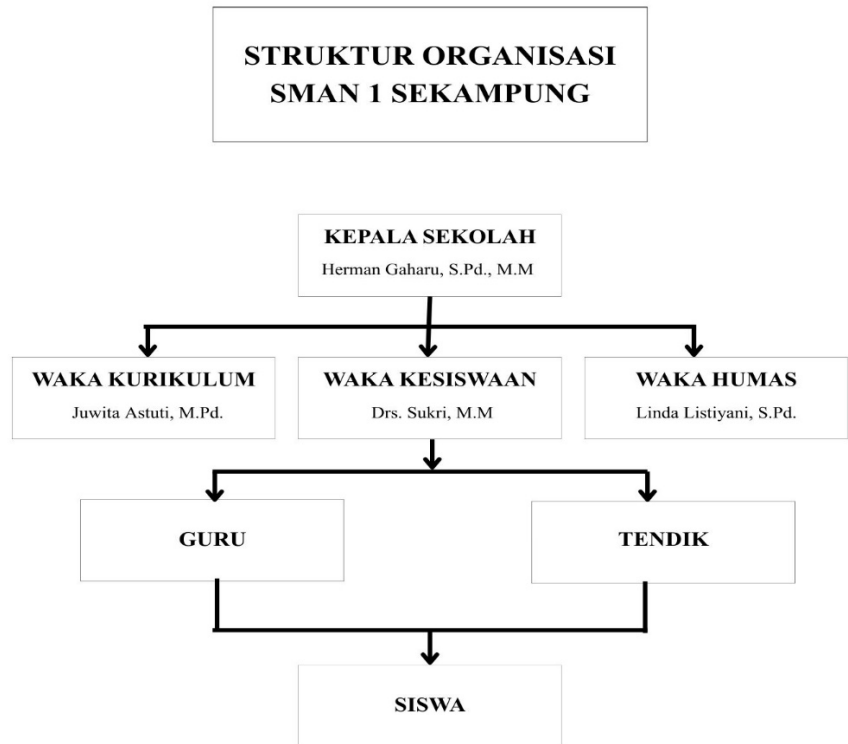 STRUKTUR ORGANISASI
SMAN 1 SEKAMPUNG
KEPALA SEKOLAH
Herman Gaharu, S.Pd., M.M
WAKA KURIKULUM
Juwita Astuti, M.Pd.
WAKA KESISWAAN
Drs. Sukri, M.M
WAKA HUMAS
Linda Listiyani, S.Pd.
GURU
TENDIK
SISWA